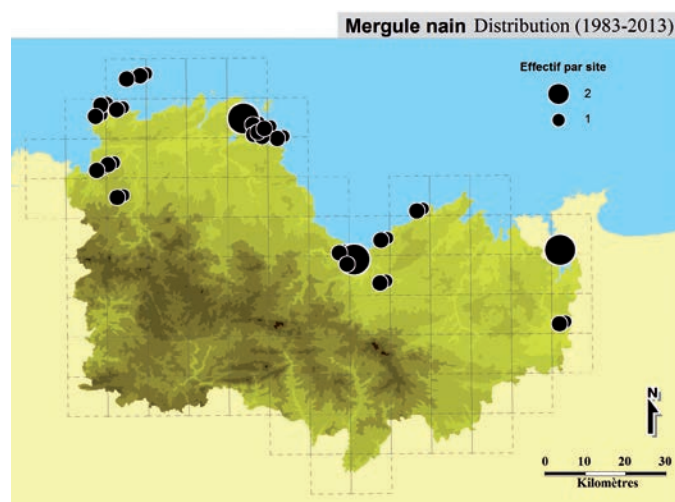 Mergule nain Distribution (1983-2013)
Effectif par site
2
1
N
0 10 20 30
Kilomètres